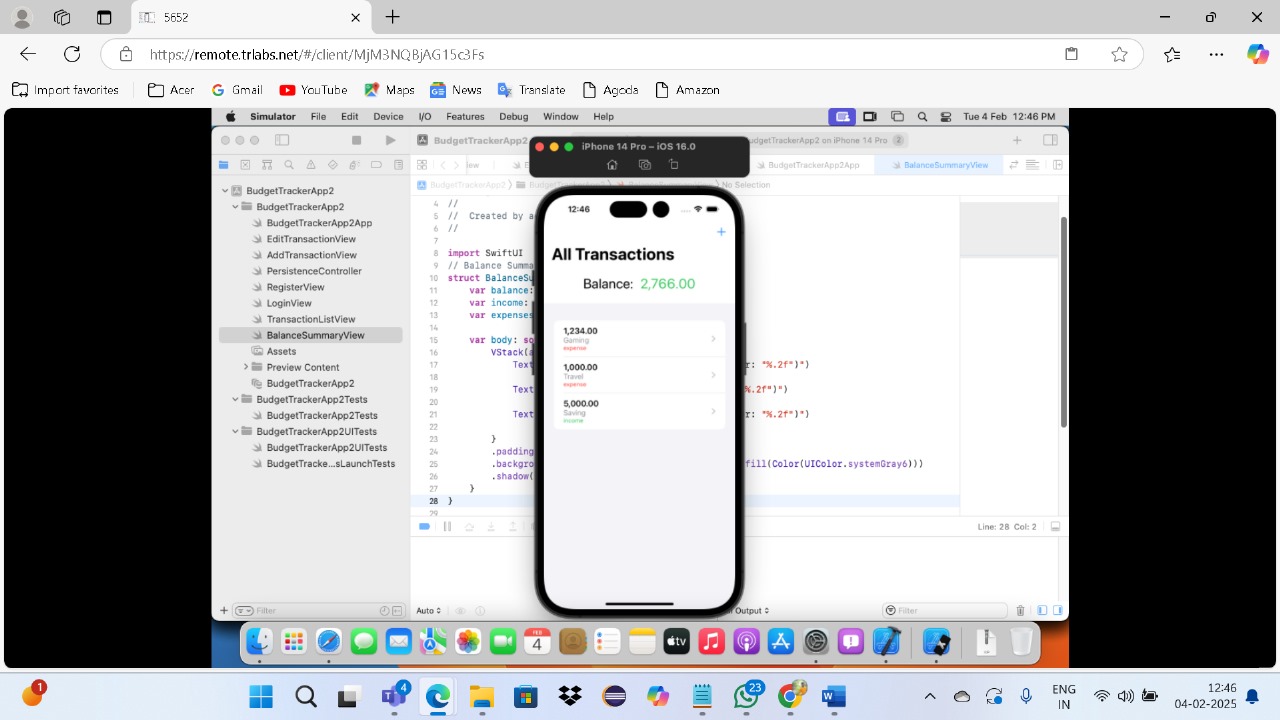 5652
https://remote.trlabs.net/#/client/MjM3NQBjAG15c3Fs
Import favorites
Acer
Gmail
YouTube
Maps
News
Translate
Agoda
Amazon
Simulator File Edit Device I/O Features Debug Window Help
Tue 4 Feb 12:46 PM
BudgetTrackerApp2
iPhone 14 Pro – iOS 16.0
udgetTrackerApp2 on iPhone 14 Pro 2
BudgetTrackerApp2App
BalanceSummaryView
BudgetTrackerApp2
No Selection
BudgetTrackerApp2
BudgetTrackerApp2
BudgetTrackerApp2App
EditTransactionView
AddTransactionView
PersistenceController
RegisterView
LoginView
TransactionListView
BalanceSummaryView
Assets
Preview Content
BudgetTrackerApp2
BudgetTrackerApp2Tests
BudgetTrackerApp2Tests
BudgetTrackerApp2UITests
BudgetTrackerApp2UITests
BudgetTracke...sLaunchTests
Filter
4 //
5 // Created by a
6 //
7
8 import SwiftUI
9 // Balance Summa
10 struct BalanceSu
11 var balance:
12 var income:
13 var expenses
14
15 var body: so
16 VStack(a
17 Text r: "%.2f")")
18
19 Text %.2f")")
20
21 Text r: "%.2f")")
22
23 }
24 .padding
25 .backgro fill(Color(UIColor.systemGray6)))
26 .shadow(
27 }
28 }
29
12:46
All Transactions
Balance: 2,766.00
1,234.00
Gaming
expense
1,000.00
Travel
expense
5,000.00
Saving
income
Line: 28 Col: 2
Auto
Output
Filter
FEB
4
tv
1
4
23
ENG
IN
12:46
04-02-2025